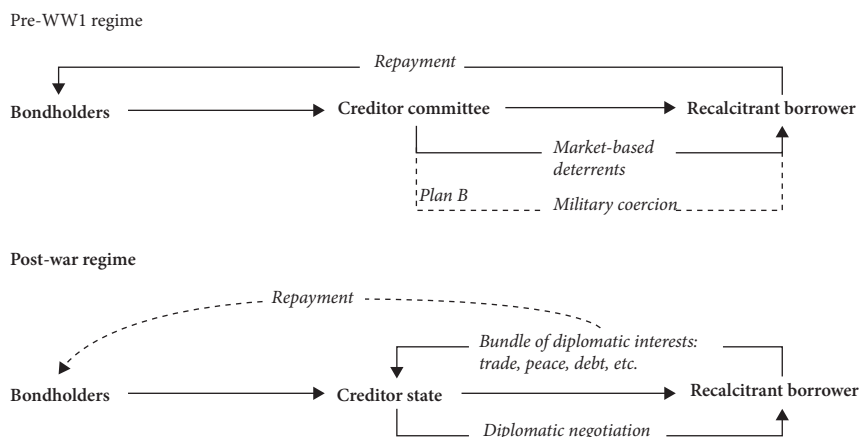 Pre-WW1 regime
Repayment
Bondholders
Creditor committee
Recalcitrant borrower
Market-based
deterrents
Plan B
Military coercion
Post-war regime
Repayment
Bundle of diplomatic interests:
trade, peace, debt, etc.
Bondholders
Creditor state
Recalcitrant borrower
Diplomatic negotiation